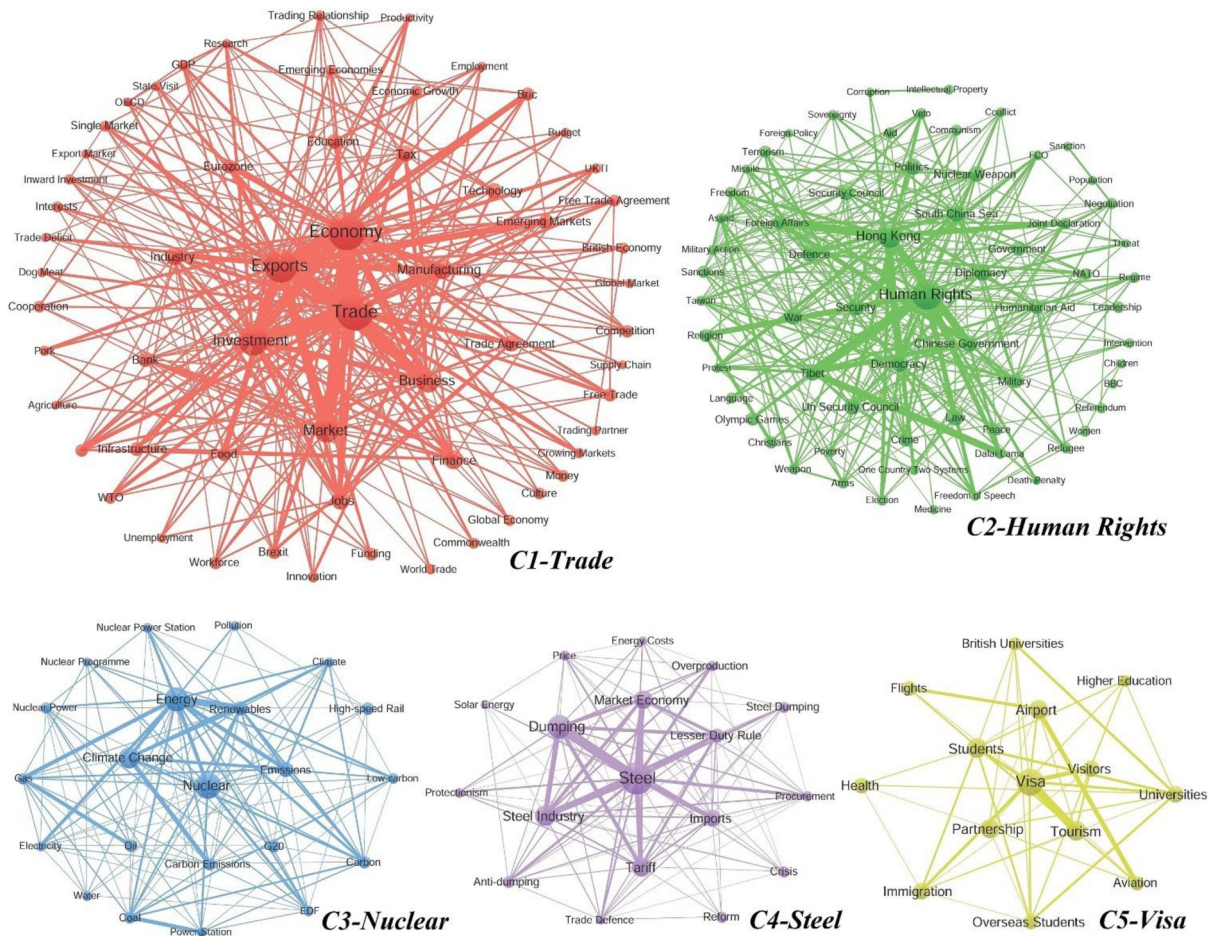 Trading Relationship
Productivity
Research
GDP
Emerging Economies
Employment
State Visit
Economic Growth
Bric
OECD
Single Market
Education
Budget
Export Market
Eurozone
Tax
UKTI
Inward Investment
Technology
Free Trade Agreement
Interests
Emerging Markets
Economy
Trade Deficit
British Economy
Industry
Exports
Manufacturing
Dog Meat
Global Market
Cooperation
Trade
Competition
Investment
Trade Agreement
Pork
Bank
Supply Chain
Business
Free Trade
Agriculture
Market
Trading Partner
Infrastructure
Food
Finance
Growing Markets
Money
WTO
Jobs
Culture
Global Economy
Unemployment
Commonwealth
Workforce
Brexit
Funding
World Trade
Innovation
C1-Trade
Corruption
Intellectual Property
Sovereignty
Veto
Conflict
Foreign Policy
Aid
Communism
Sanction
Terrorism
Politics
FCO
Missile
Nuclear Weapon
Population
Freedom
Security Council
Negotiation
Assad
Foreign Affairs
South China Sea
Joint Declaration
Hong Kong
Military Action
Defence
Government
Threat
Sanctions
Diplomacy
NATO
Regime
Taiwan
Human Rights
War
Security
Humanitarian Aid
Leadership
Religion
Chinese Government
Intervention
Protest
Tibet
Democracy
Children
Military
BBC
Language
Un Security Council
Referendum
Olympic Games
Law
Peace
Women
Christians
Crime
Refugee
Poverty
Dalai Lama
Weapon
One Country Two Systems
Arms
Death Penalty
Election
Freedom of Speech
Medicine
C2-Human Rights
Nuclear Power Station
Pollution
Nuclear Programme
Climate
Energy
Nuclear Power
Renewables
High-speed Rail
Climate Change
Emissions
Gas
Nuclear
Low carbon
Electricity
Oil
G20
Carbon Emissions
Carbon
Water
Coal
EDF
Power Station
C3-Nuclear
Energy Costs
Price
Overproduction
Market Economy
Solar Energy
Steel Dumping
Dumping
Lesser Duty Rule
Steel
Protectionism
Procurement
Steel Industry
Imports
Tariff
Crisis
Anti-dumping
Trade Defence
Reform
C4-Steel
British Universities
Flights
Higher Education
Airport
Students
Visitors
Health
Visa
Universities
Partnership
Tourism
Immigration
Aviation
Overseas Students
C5-Visa